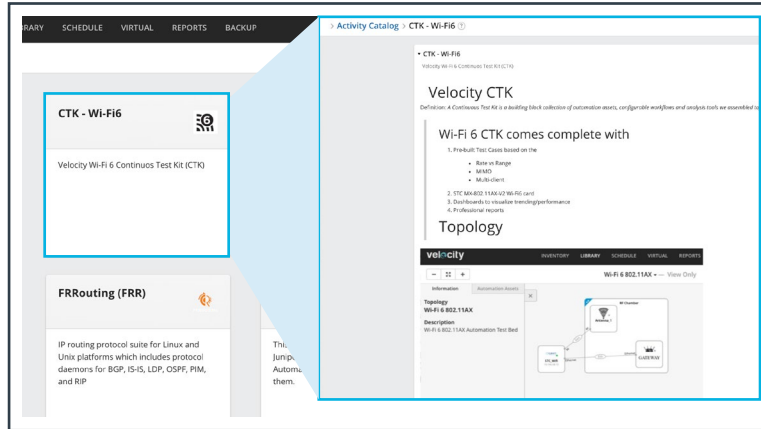 RARY SCHEDULE VIRTUAL REPORTS BACKUP
CTK - Wi-Fi6
6
Velocity Wi-Fi 6 Continuos Test Kit (CTK)
FRRouting (FRR)
IP routing protocol suite for Linux and
Unix platforms which includes protocol
daemons for BGP, IS-IS, LDP, OSPF, PIM,
and RIP
This
Junipe
Automa
them.
> Activity Catalog > CTK - Wi-Fi6 ?
CTK - Wi-Fi6
Velocity Wi-Fi 6 Continuos Test Kit (CTK)
Velocity CTK
Definition: A Continuous Test Kit is a building block collection of automation assets, configurable workflows and analysis tools we assembled to
Wi-Fi 6 CTK comes complete with
1. Pre-built Test Cases based on the
Rate vs Range
MIMO
Multi-client
2. STC MX-802.11AX-V2 Wi-Fi6 card
3. Dashboards to visualize trending/performance
4. Professional reports
Topology
velocity INVENTORY LIBRARY SCHEDULE VIRTUAL REPORTS
Wi-Fi 6 802.11AX — View Only
Information Automation Assets
Topology
Wi-Fi 6 802.11AX
Description
Wi-Fi 6 802.11AX Automation Test Bed
RF Chamber
GATEWAY